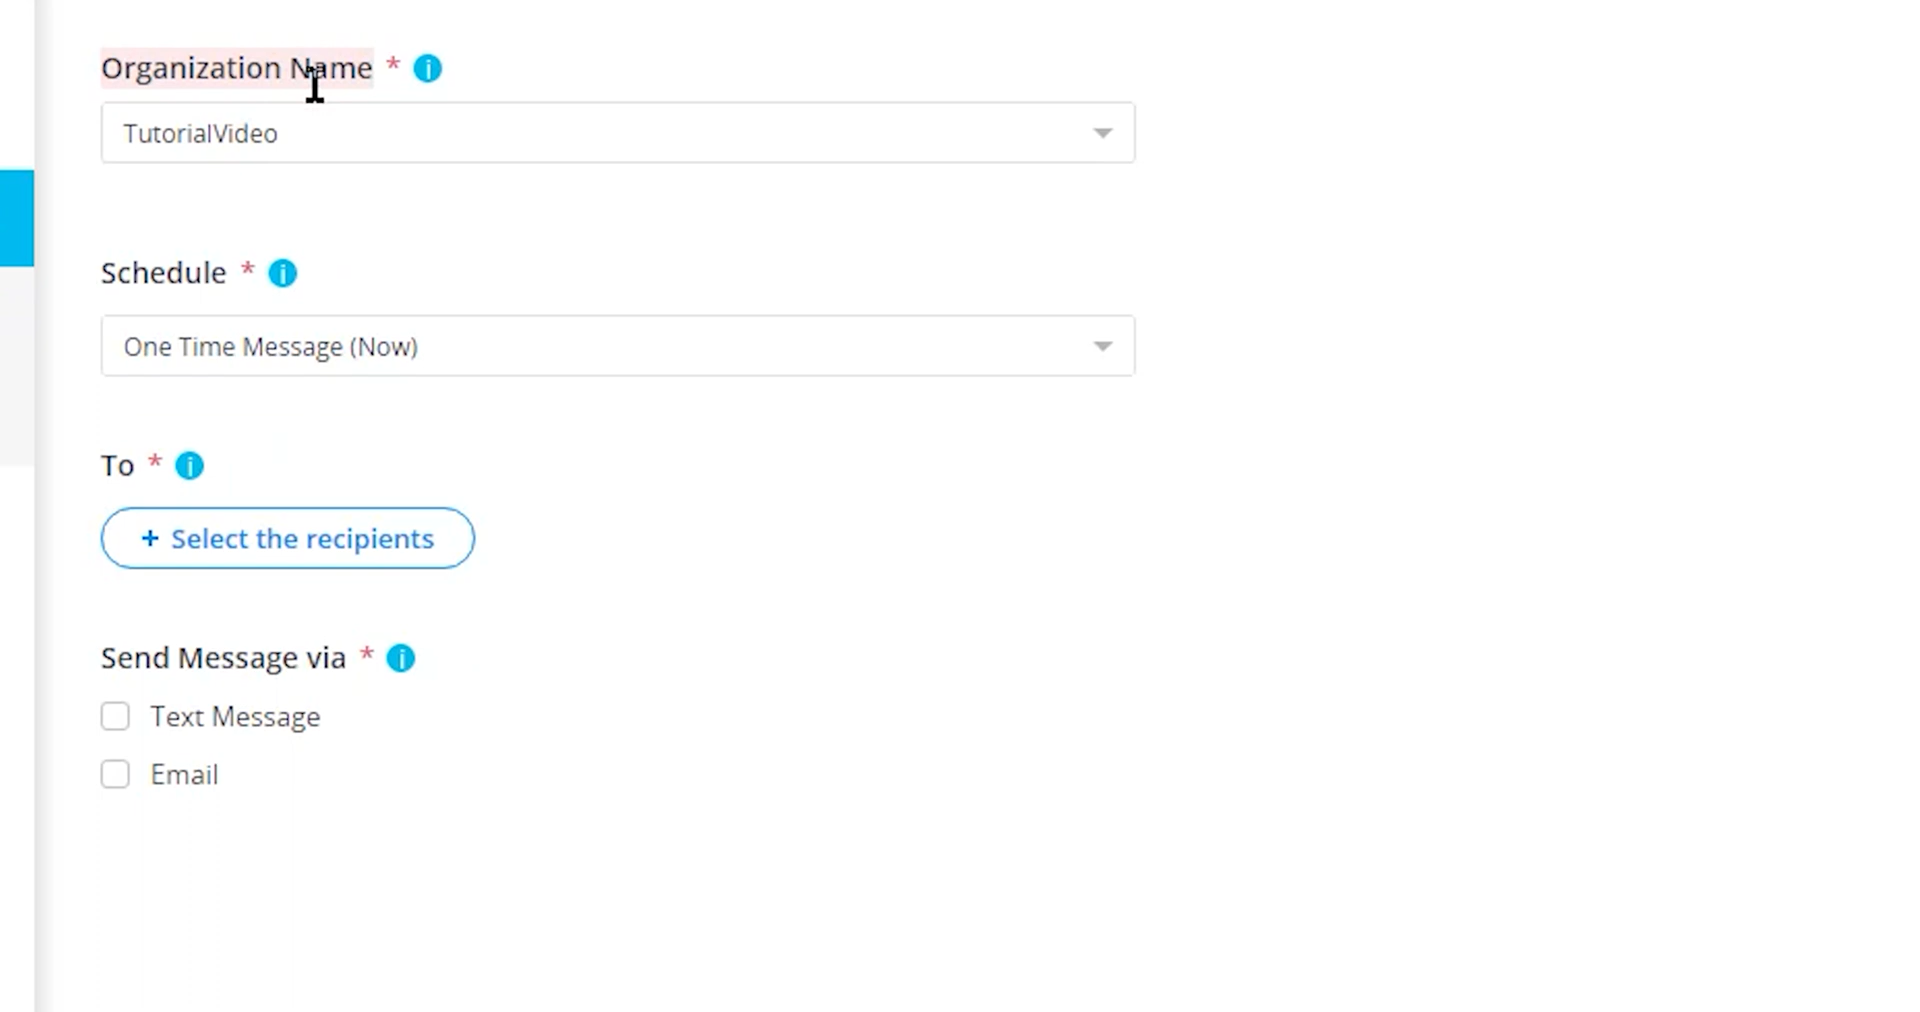 Organization Name *
TutorialVideo
Schedule *
One Time Message (Now)
To *
+ Select the recipients
Send Message via *
Text Message
Email